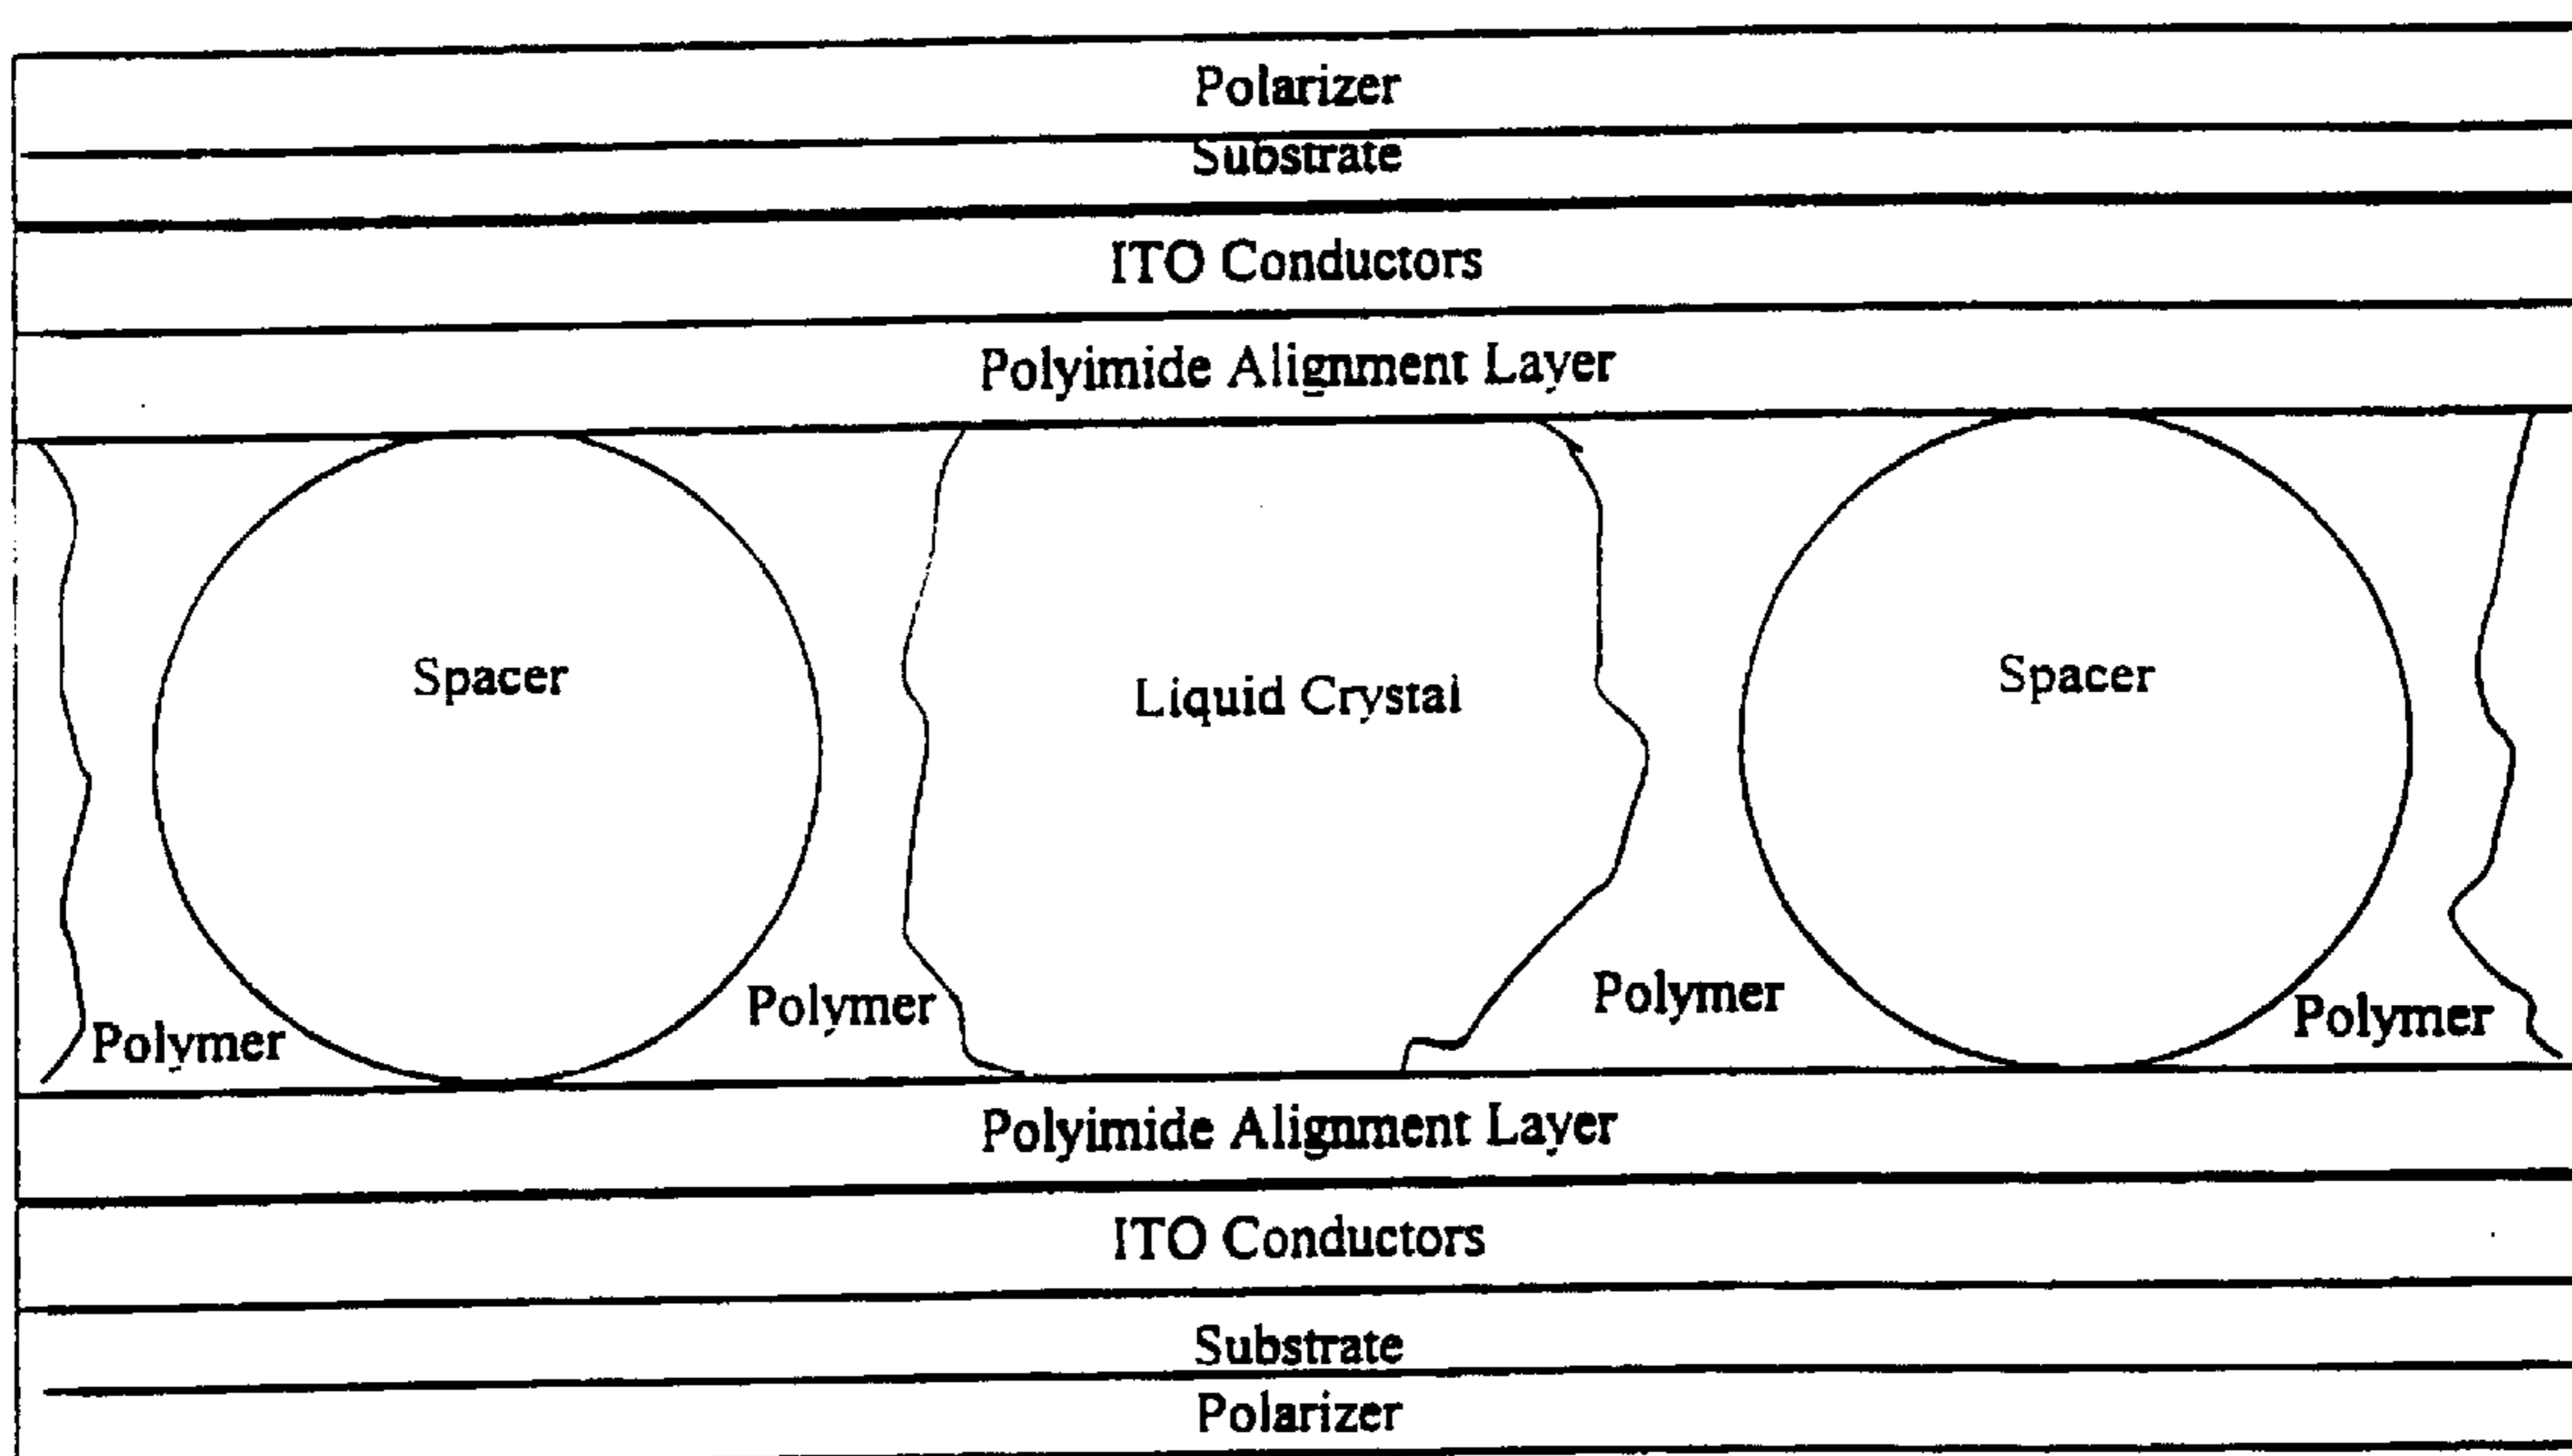 Polarizer
Substrate
ITO Conductors
Polyimide Alignment Layer
Spacer
Liquid Crystal
Spacer
Polymer
Polymer
Polymer
Polymer
Polyimide Alignment Layer
ITO Conductors
Substrate
Polarizer